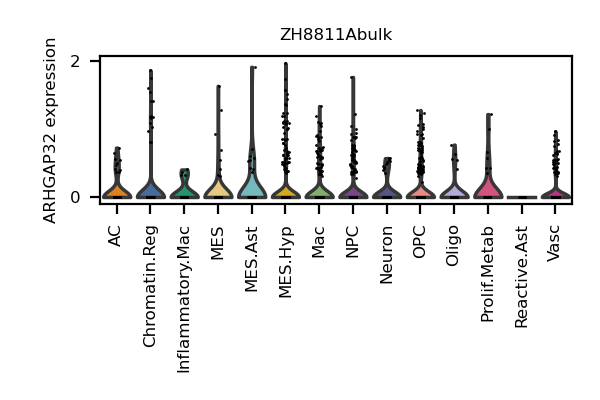 ZH8811Abulk
ARHGAP32 expression
2
0
AC
Chromatin.Reg
Inflammatory.Mac
MES
MES.Ast
MES.Hyp
Mac
NPC
Neuron
OPC
Oligo
Prolif.Metab
Reactive.Ast
Vasc